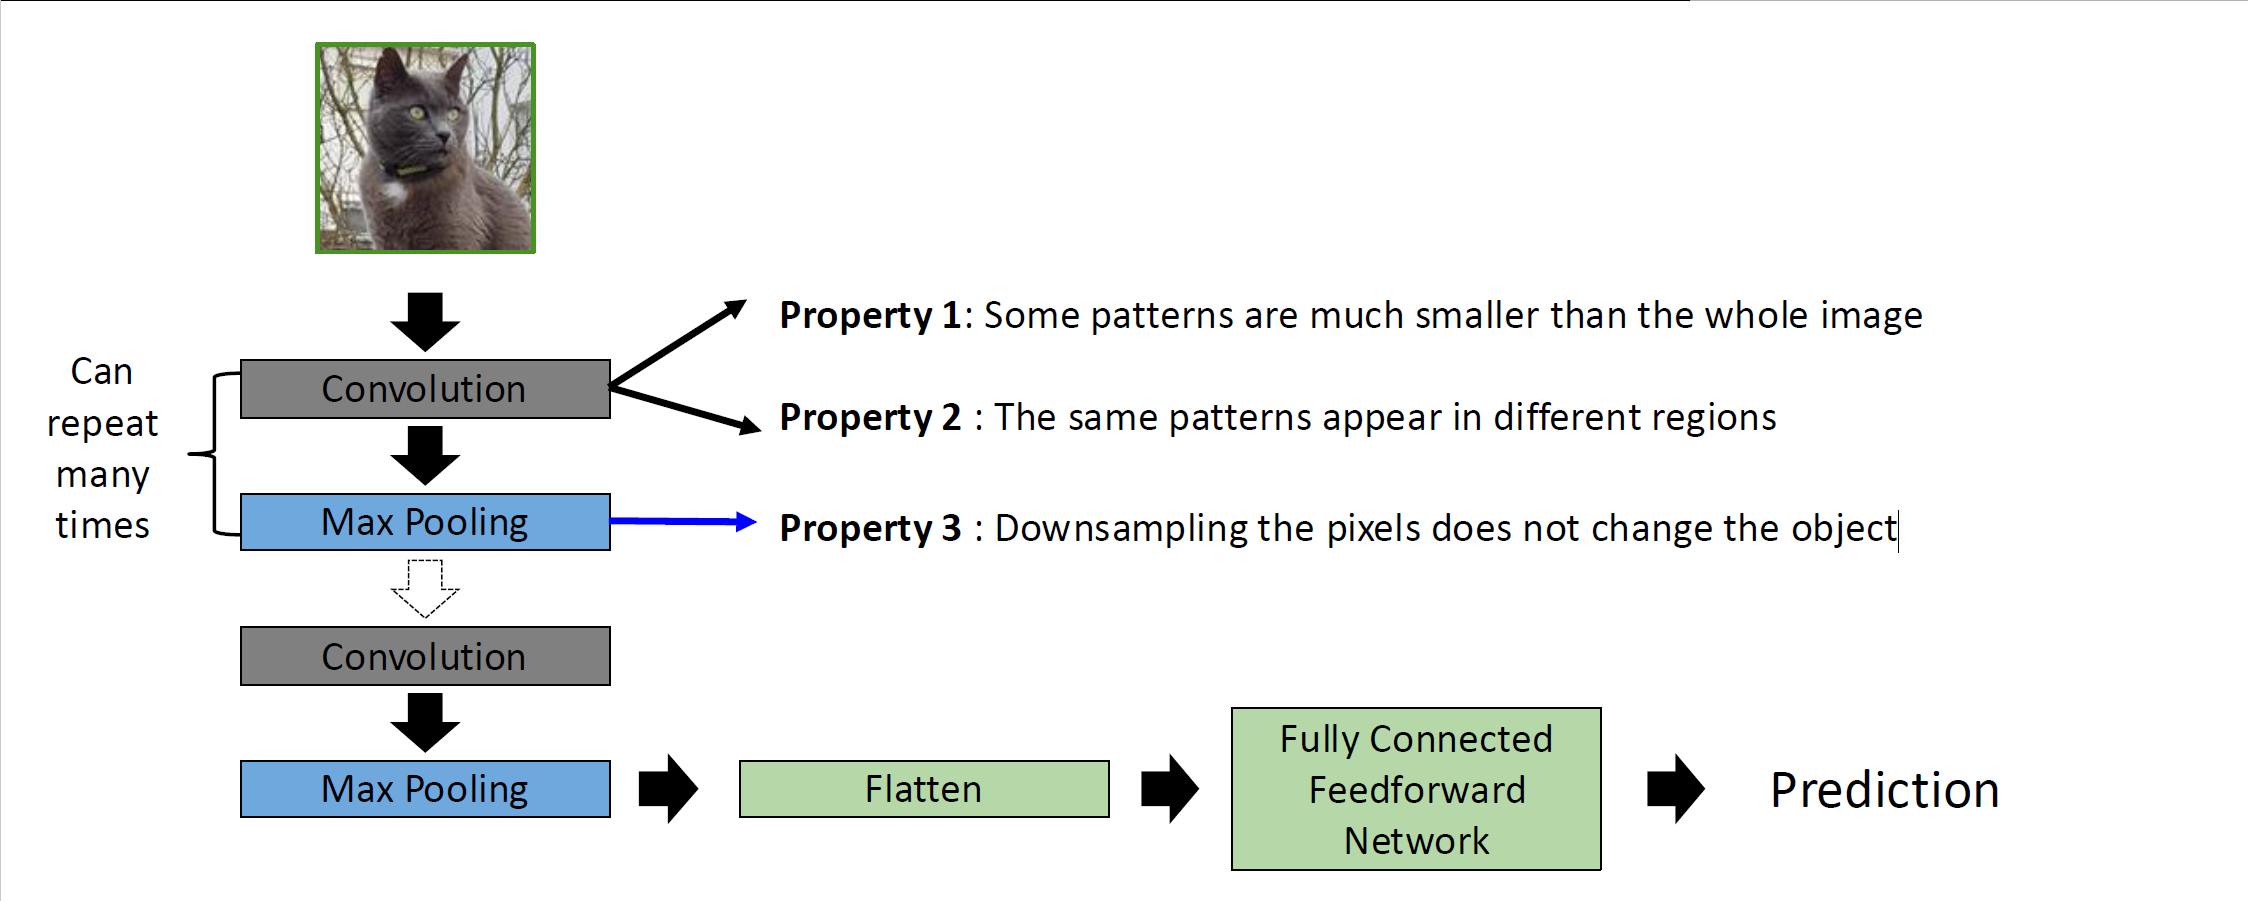 Property 1: Some patterns are much smaller than the whole image
Can
repeat
many
times
Convolution
Property 2 : The same patterns appear in different regions
Max Pooling
Property 3 : Downsampling the pixels does not change the object
Convolution
Max Pooling
Flatten
Fully Connected
Feedforward
Network
Prediction